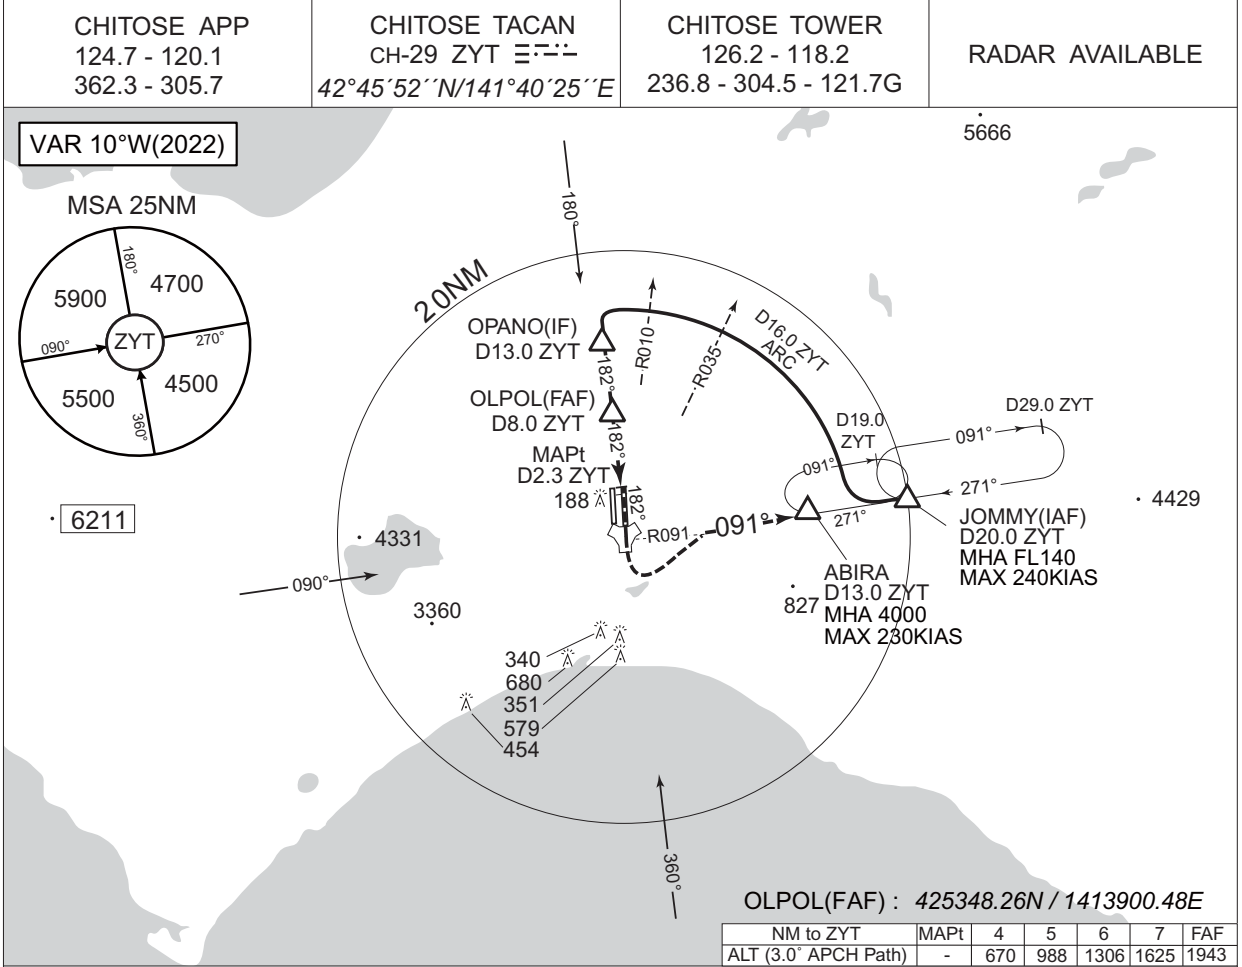 CHITOSE APP
124.7 - 120.1
362.3 - 305.7
CHITOSE TACAN
CH-29 ZYT
42°45´52´´N/141°40´25´´E
CHITOSE TOWER
126.2 - 118.2
236.8 - 304.5 - 121.7G
RADAR AVAILABLE
VAR 10°W(2022)
MSA 25NM
180°
5900
4700
ZYT
090°
270°
5500
4500
360°
5666
180°
20NM
OPANO(IF)
D13.0 ZYT
R010
R035
D16.0 ZYT
ARC
182°
OLPOL(FAF)
D8.0 ZYT
182°
MAPt
D2.3 ZYT
188
182°
D19.0
ZYT
D29.0 ZYT
091°
091°
271°
271°
R091
091°
JOMMY(IAF)
D20.0 ZYT
MHA FL140
MAX 240KIAS
4429
ABIRA
D13.0 ZYT
MHA 4000
MAX 230KIAS
827
6211
4331
090°
3360
340
680
351
579
454
360°
OLPOL(FAF) : 425348.26N / 1413900.48E
NM to ZYT MAPt 4 5 6 7 FAF
ALT (3.0° APCH Path) - 670 988 1306 1625 1943